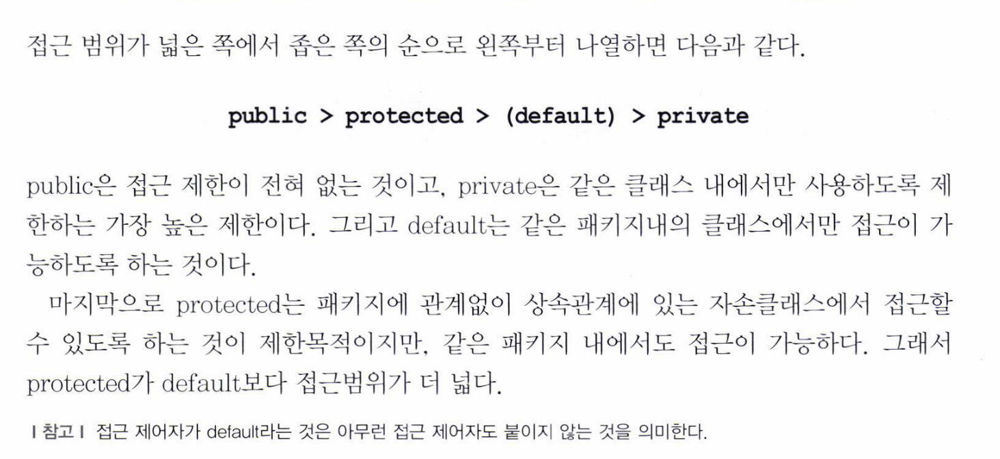 접근 범위가 넓은 쪽에서 좁은 쪽의 순으로 왼쪽부터 나열하면 다음과 같다.
public > protected > (default) > private
public은 접근 제한이 전혀 없는 것이고, private은 같은 클래스 내에서만 사용하도록 제
한하는 가장 높은 제한이다. 그리고 default는 같은 패키지내의 클래스에서만 접근이 가
능하도록 하는 것이다.
마지막으로 protected는 패키지에 관계없이 상속관계에 있는 자손클래스에서 접근할
수 있도록 하는 것이 제한목적이지만, 같은 패키지 내에서도 접근이 가능하다. 그래서
protected가 default보다 접근범위가 더 넓다.
| 참고 | 접근 제어자가 default라는 것은 아무런 접근 제어자도 붙이지 않는 것을 의미한다.